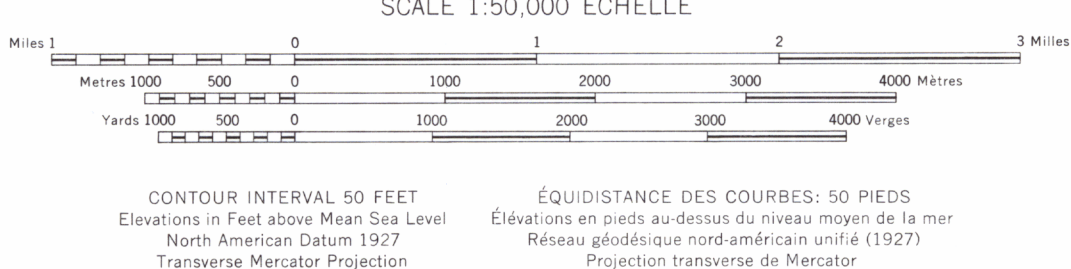 SCALE 1:50,000 ÉCHELLE
Miles 1 0 1 2 3 Milles
Metres 1000 500 0 1000 2000 3000 4000 Mètres
Yards 1000 500 0 1000 2000 3000 4000 Verges
CONTOUR INTERVAL 50 FEET
Elevations in Feet above Mean Sea Level
North American Datum 1927
Transverse Mercator Projection
ÉQUIDISTANCE DES COURBES: 50 PIEDS
Élévations en pieds au-dessus du niveau moyen de la mer
Réseau géodésique nord-américain unifié (1927)
Projection transverse de Mercator